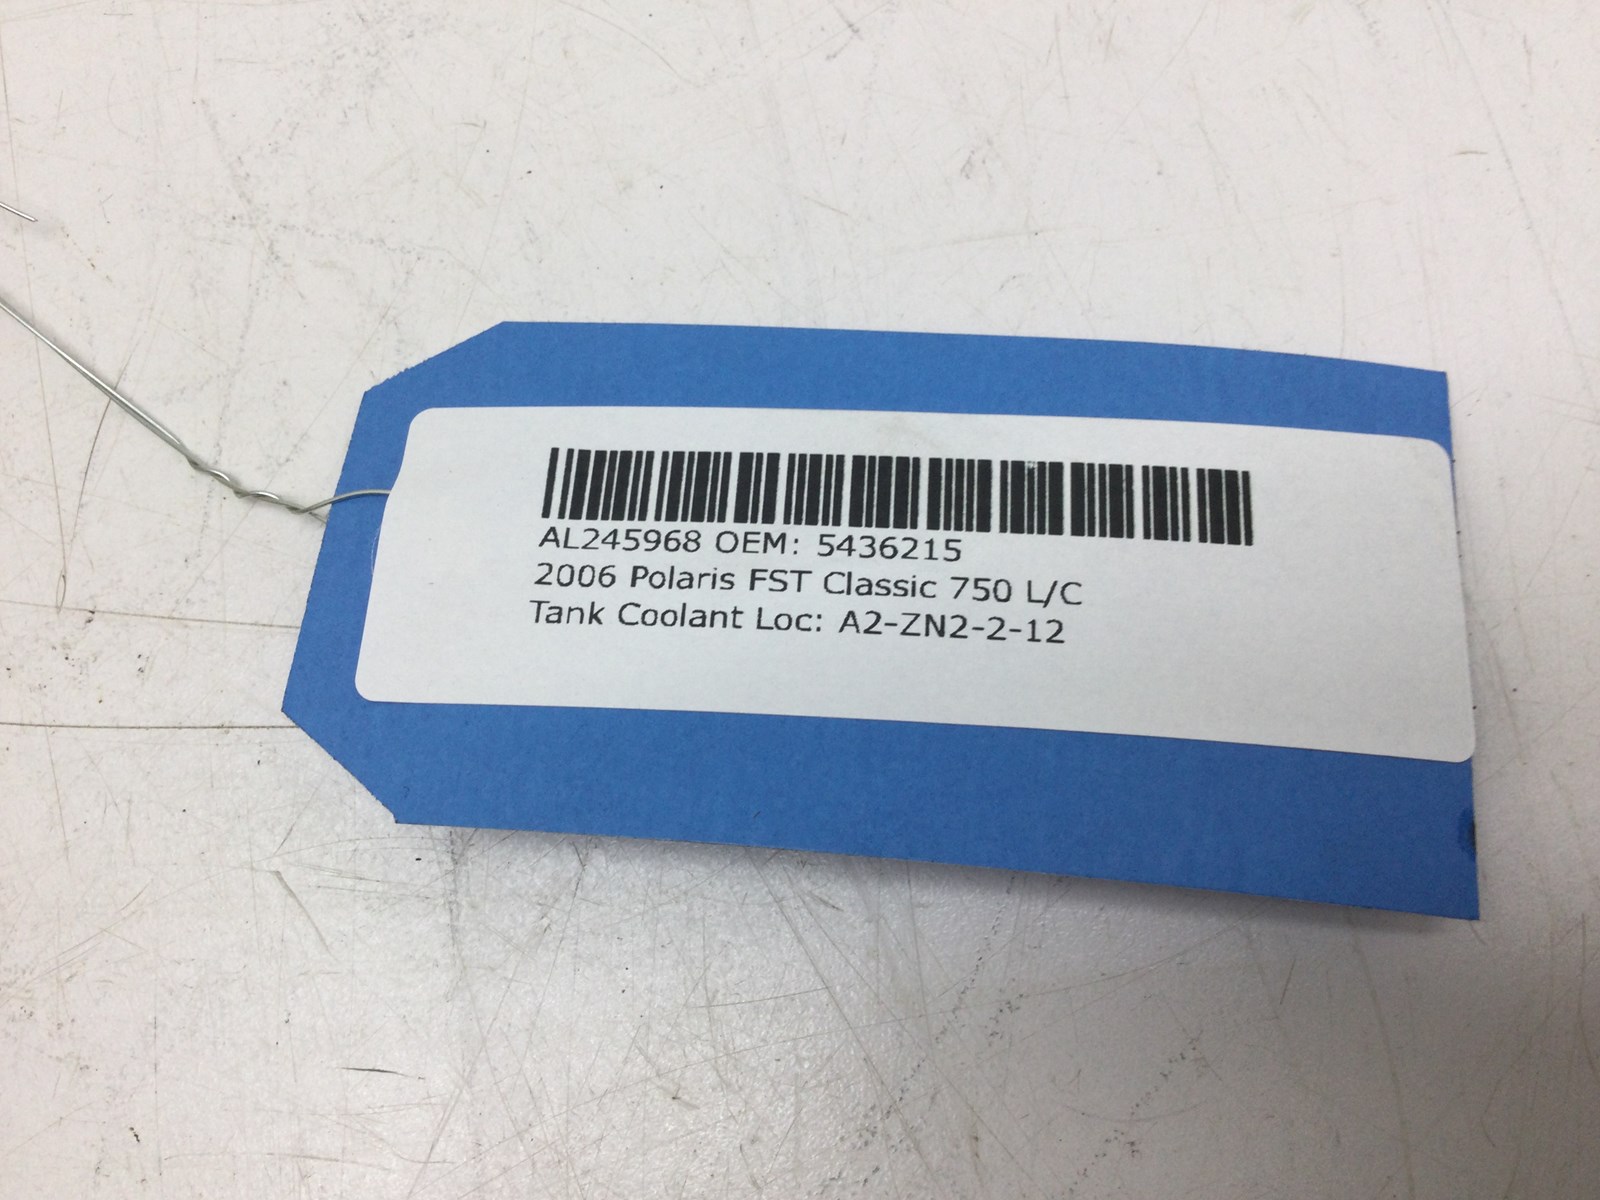 AL245968 OEM: 5436215
2006 Polaris FST Classic 750 L/C
Tank Coolant Loc: A2-ZN2-2-12